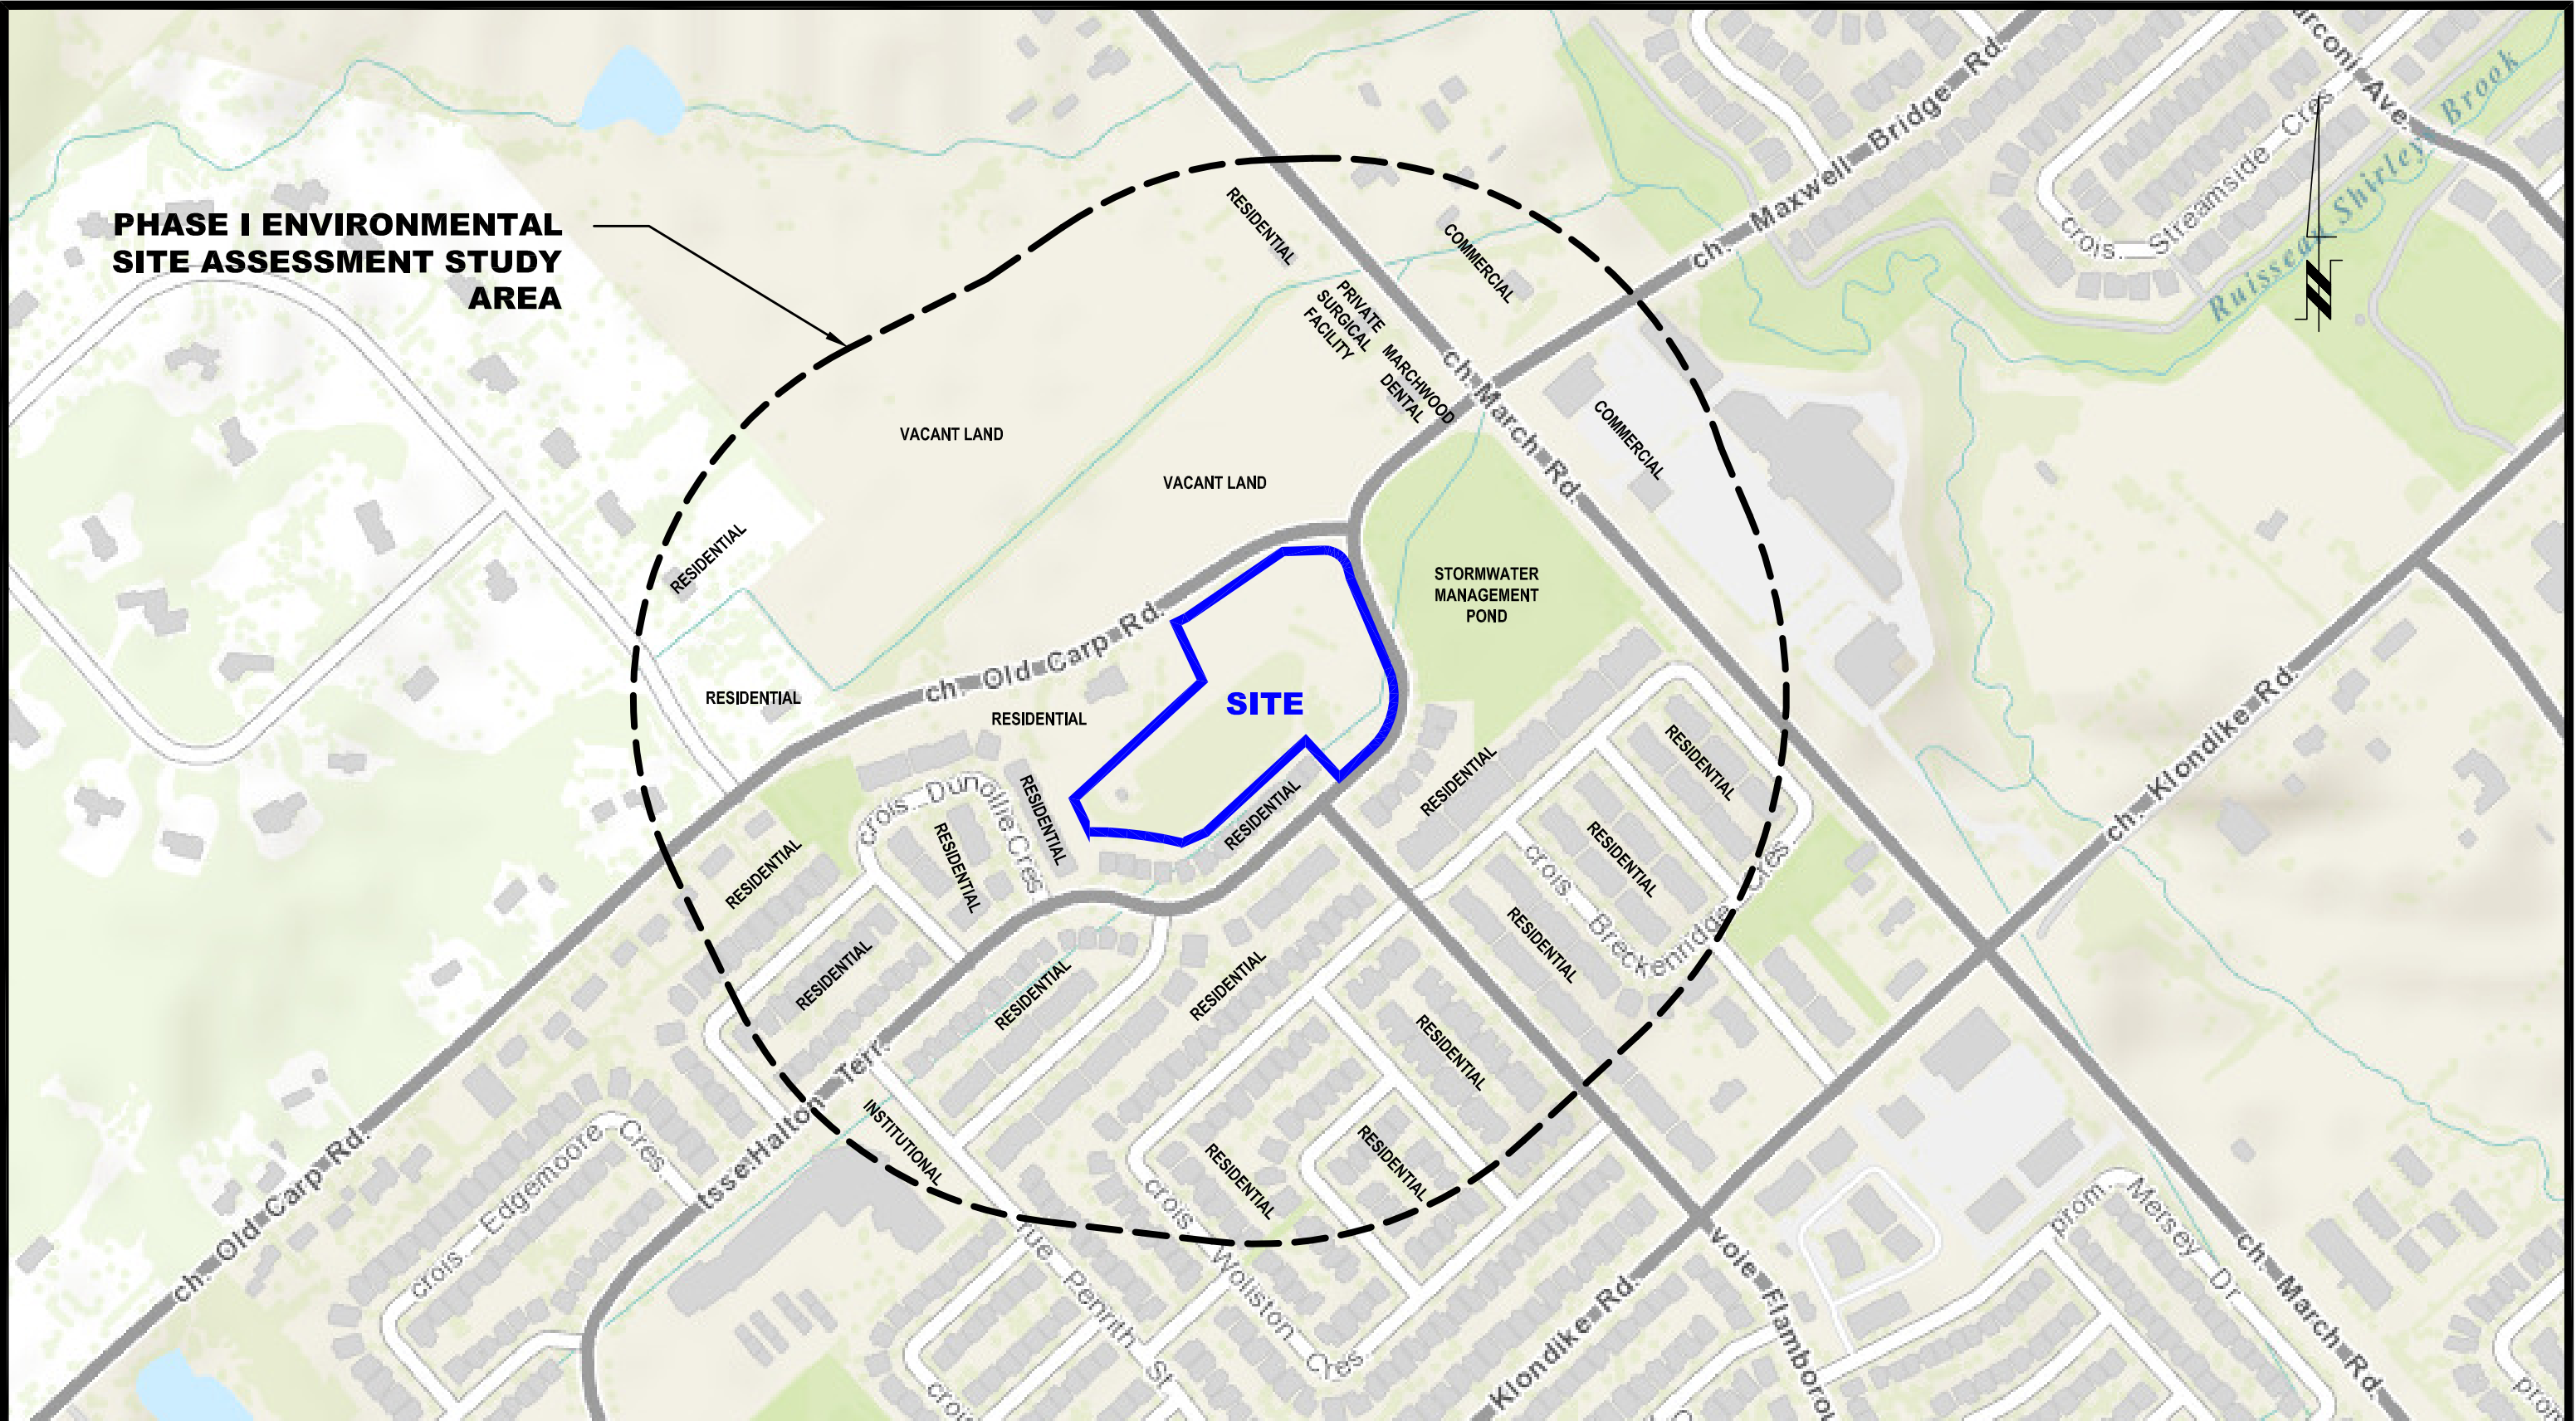 PHASE I ENVIRONMENTAL
SITE ASSESSMENT STUDY
AREA
ch. Maxwell Bridge Rd.
Ave.
crois. Streamside Cres
Ruisseau Shirley Brook
RESIDENTIAL
COMMERCIAL
PRIVATE
SURGICAL
FACILITY
MARCHWOOD
DENTAL
ch. March Rd.
COMMERCIAL
VACANT LAND
VACANT LAND
RESIDENTIAL
STORMWATER
MANAGEMENT
POND
ch. Old Carp Rd.
SITE
RESIDENTIAL
RESIDENTIAL
RESIDENTIAL
RESIDENTIAL
RESIDENTIAL
RESIDENTIAL
crois. Dunollie Cres
RESIDENTIAL
RESIDENTIAL
RESIDENTIAL
RESIDENTIAL
crois. Breckenridge Cres
ch. Klondike Rd.
RESIDENTIAL
RESIDENTIAL
RESIDENTIAL
RESIDENTIAL
tsse. Halton Terr.
INSTITUTIONAL
RESIDENTIAL
RESIDENTIAL
RESIDENTIAL
ch. Old Carp Rd.
crois. Edgemoore Cres.
rue Penrith St
crois. Wolliston Cres
Klondike Rd.
voie Flamborou
prom. Mersey Dr
ch. March Rd.
crois
prom